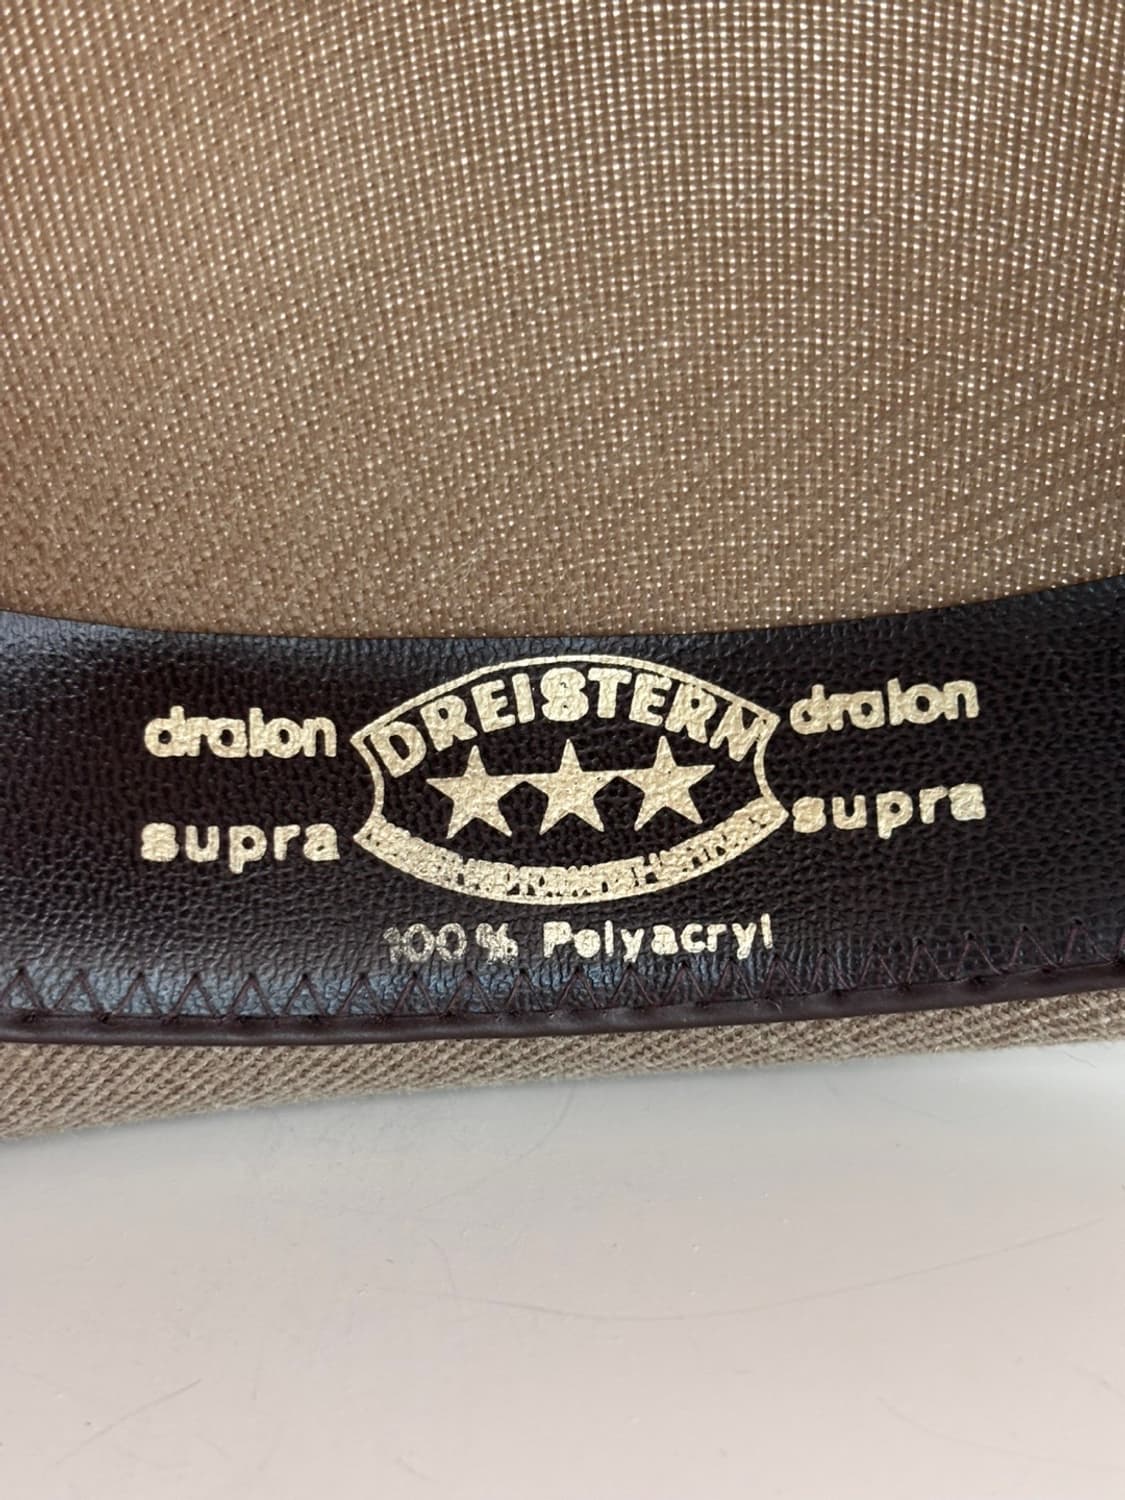 dralon
supra
DREISTERN
dralon
supra
100% Polyacryl